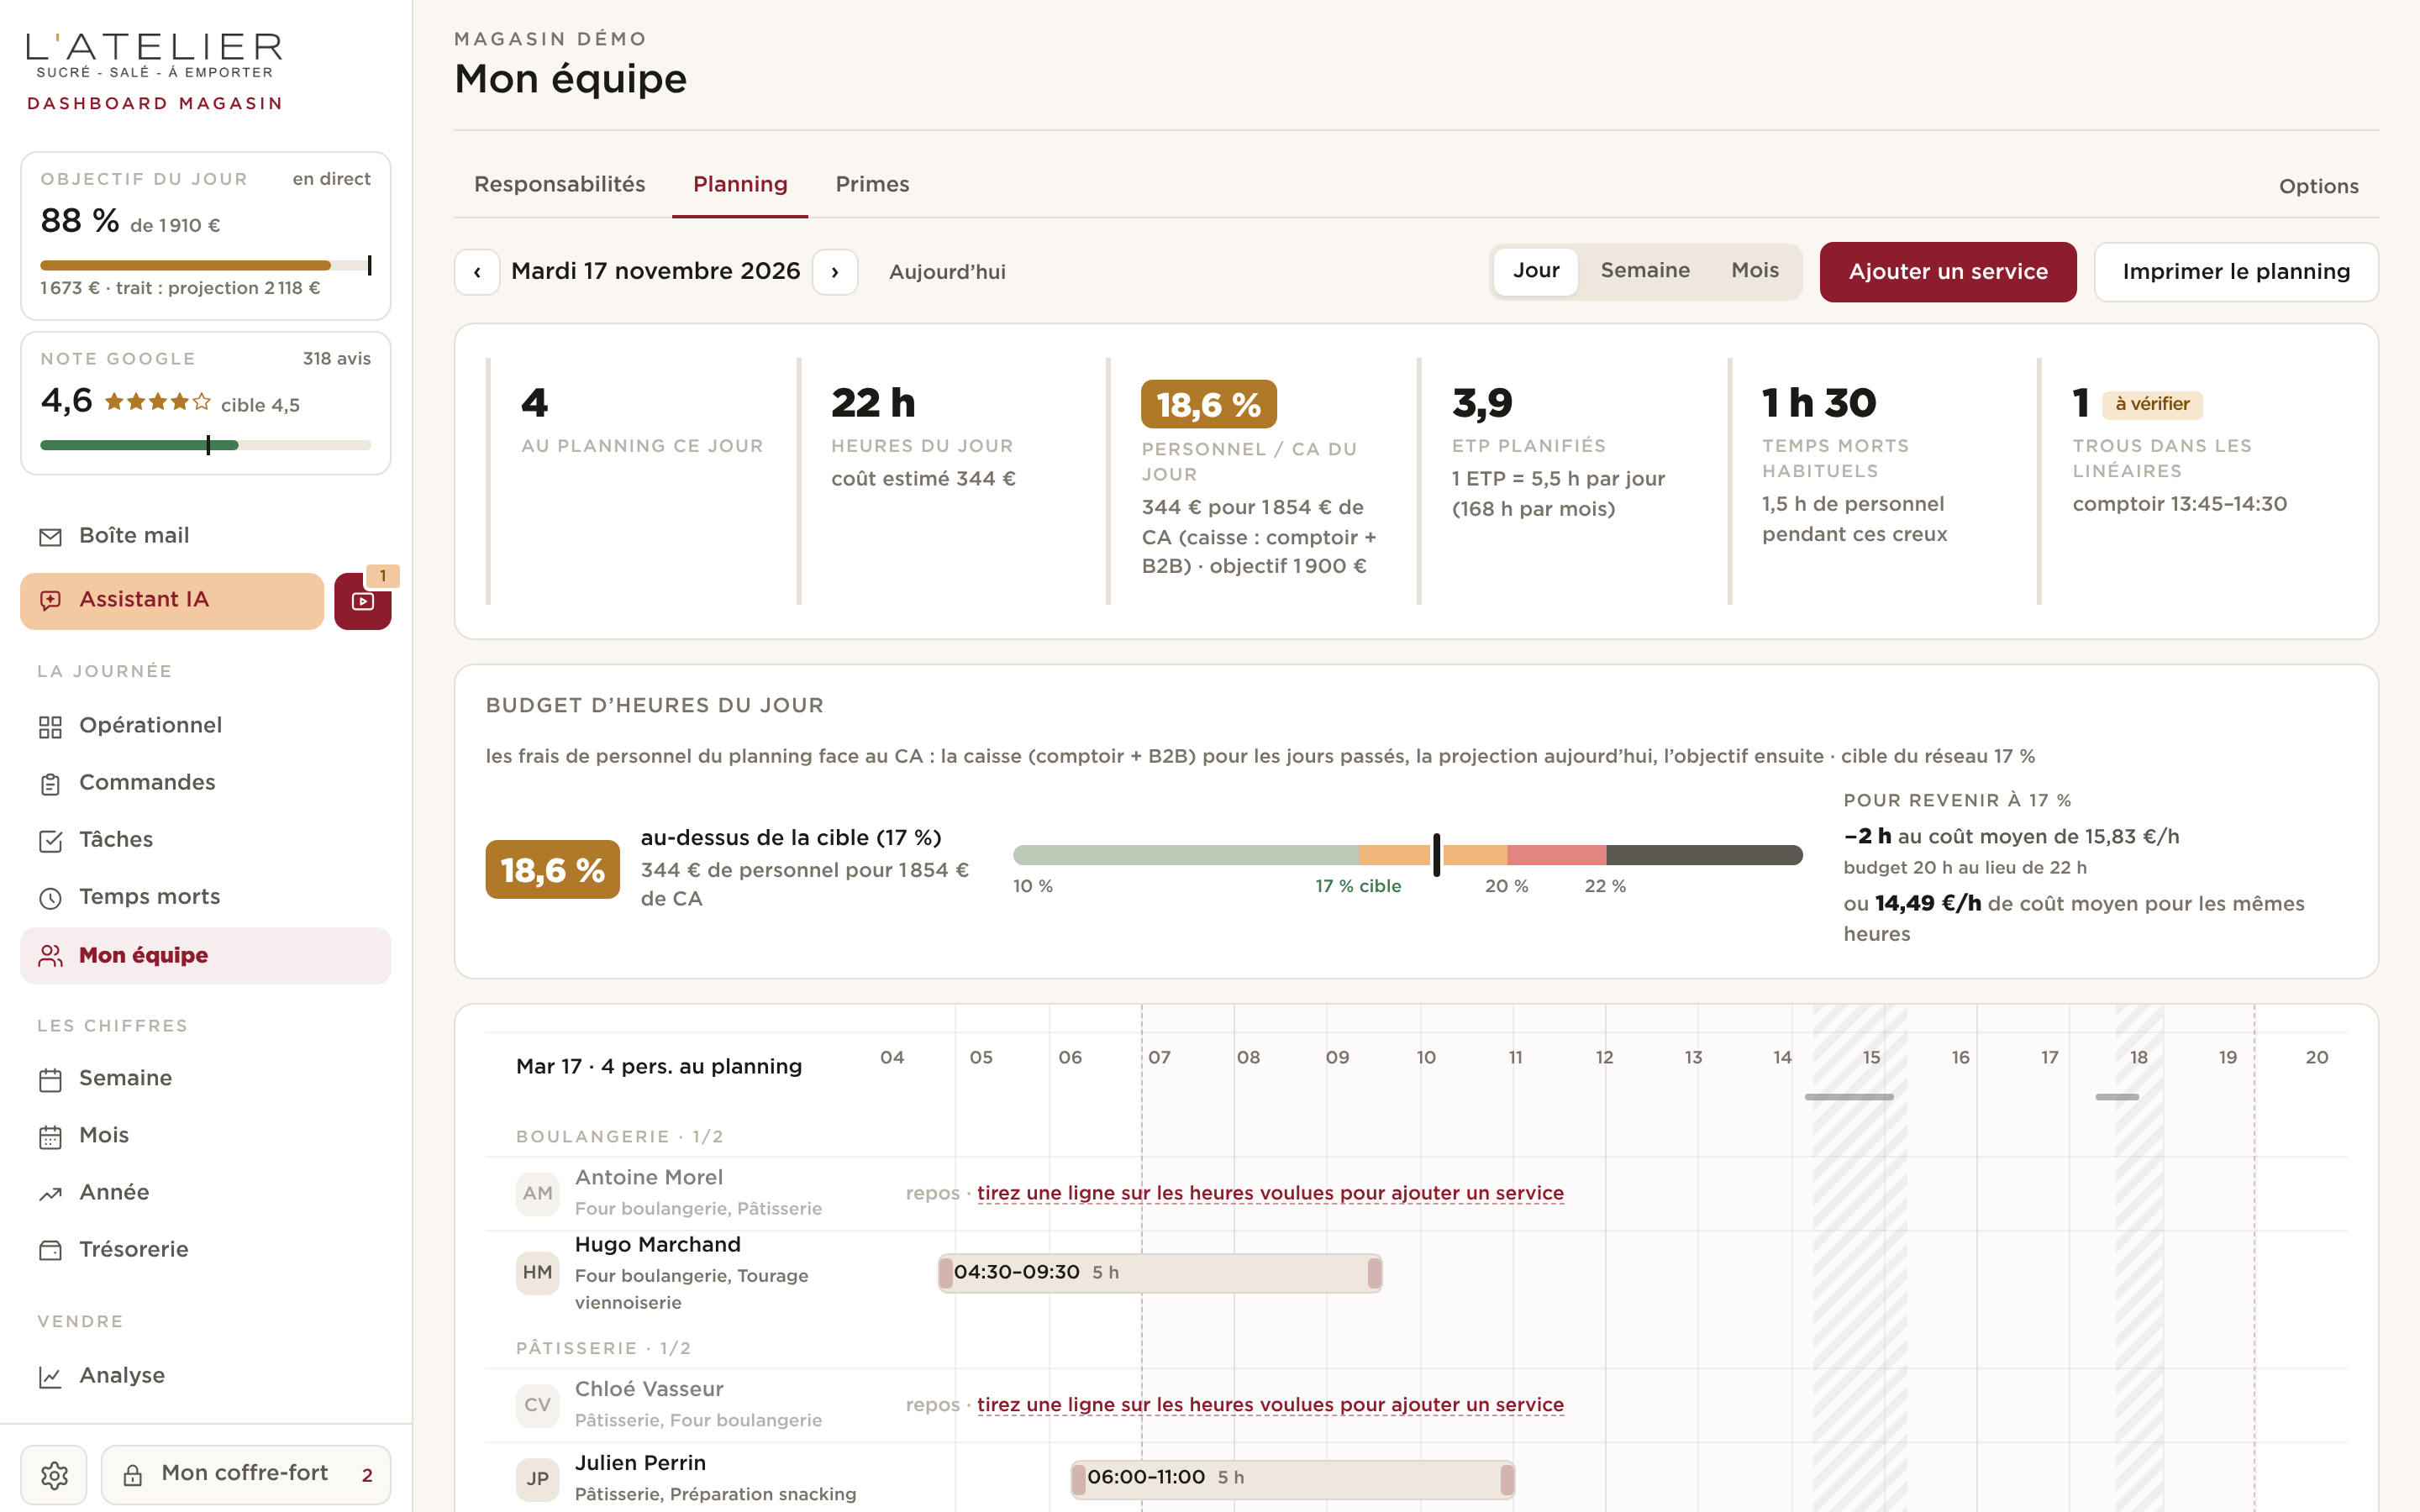 L'ATELIER
SUCRÉ - SALÉ - À EMPORTER
DASHBOARD MAGASIN
OBJECTIF DU JOUR en direct
88 % de 1 910 €
1 673 € · trait : projection 2 118 €
NOTE GOOGLE 318 avis
4,6 cible 4,5
Boîte mail
Assistant IA 1
LA JOURNÉE
Opérationnel
Commandes
Tâches
Temps morts
Mon équipe
LES CHIFFRES
Semaine
Mois
Année
Trésorerie
VENDRE
Analyse
Mon coffre-fort 2
MAGASIN DÉMO
Mon équipe
Responsabilités Planning Primes Options
‹ Mardi 17 novembre 2026 › Aujourd'hui Jour Semaine Mois Ajouter un service Imprimer le planning
4
AU PLANNING CE JOUR
22 h
HEURES DU JOUR
coût estimé 344 €
18,6 %
PERSONNEL / CA DU
JOUR
344 € pour 1 854 € de
CA (caisse : comptoir +
B2B) · objectif 1 900 €
3,9
ETP PLANIFIÉS
1 ETP = 5,5 h par jour
(168 h par mois)
1 h 30
TEMPS MORTS
HABITUELS
1,5 h de personnel
pendant ces creux
1 à vérifier
TROUS DANS LES
LINÉAIRES
comptoir 13:45–14:30
BUDGET D'HEURES DU JOUR
les frais de personnel du planning face au CA : la caisse (comptoir + B2B) pour les jours passés, la projection aujourd'hui, l'objectif ensuite · cible du réseau 17 %
18,6 %
au-dessus de la cible (17 %)
344 € de personnel pour 1 854 €
de CA
10 % 17 % cible 20 % 22 %
POUR REVENIR À 17 %
−2 h au coût moyen de 15,83 €/h
budget 20 h au lieu de 22 h
ou 14,49 €/h de coût moyen pour les mêmes
heures
Mar 17 · 4 pers. au planning 04 05 06 07 08 09 10 11 12 13 14 15 16 17 18 19 20
BOULANGERIE · 1/2
AM Antoine Morel
Four boulangerie, Pâtisserie
repos · tirez une ligne sur les heures voulues pour ajouter un service
HM Hugo Marchand
Four boulangerie, Tourage
viennoiserie
04:30–09:30 5 h
PÂTISSERIE · 1/2
CV Chloé Vasseur
Pâtisserie, Four boulangerie
repos · tirez une ligne sur les heures voulues pour ajouter un service
JP Julien Perrin
Pâtisserie, Préparation snacking
06:00–11:00 5 h